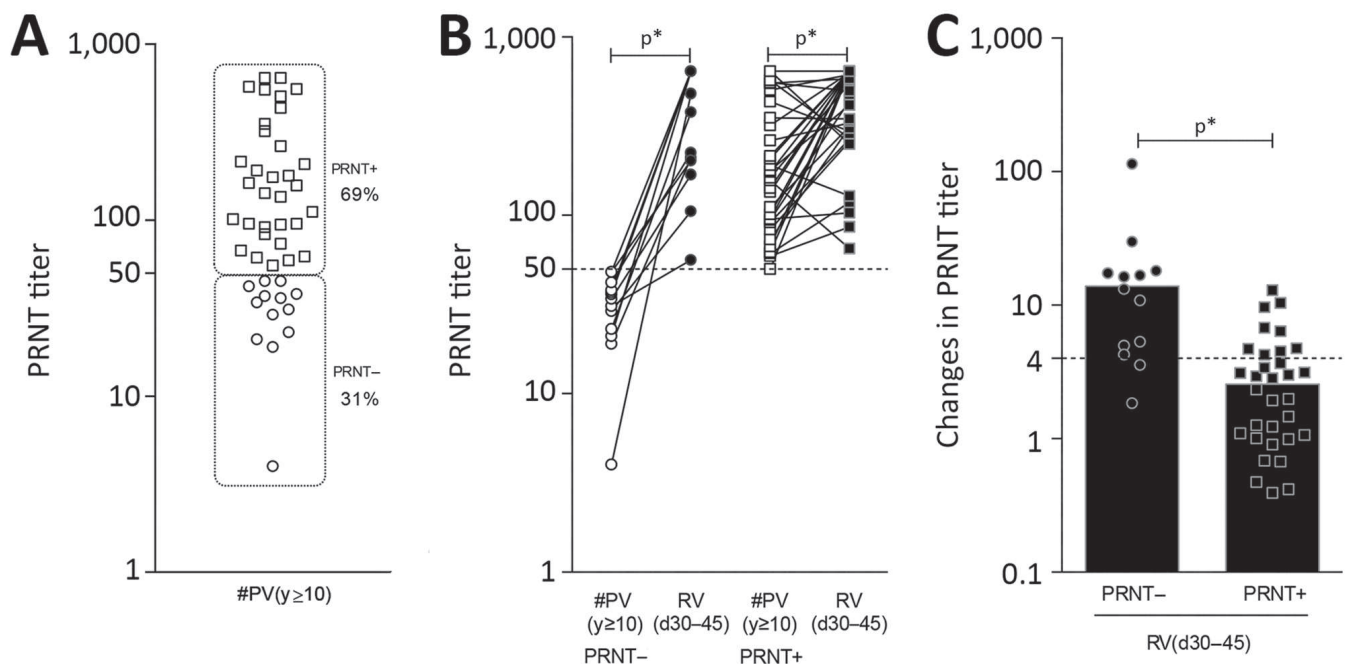 A
PRNT titer
1,000
100
50
10
1
PRNT+
69%
PRNT–
31%
#PV(y≥10)
B
PRNT titer
1,000
100
50
10
1
p*
p*
#PV
(y≥10)
RV
(d30–45)
#PV
(y≥10)
RV
(d30–45)
PRNT–
PRNT+
C
Changes in PRNT titer
1,000
100
10
4
1
0.1
p*
PRNT–
PRNT+
RV(d30–45)